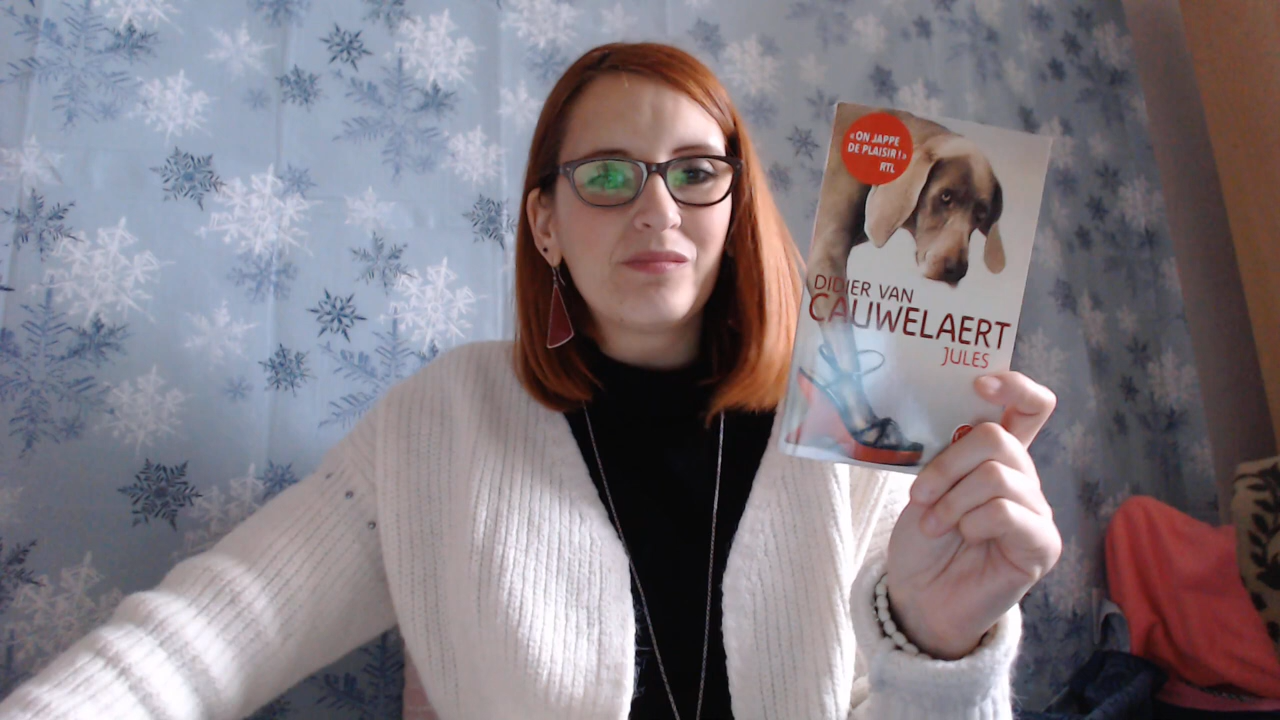 « ON JAPPE
DE PLAISIR ! »
RTL
DIDIER VAN
CAUWELAERT
JULES